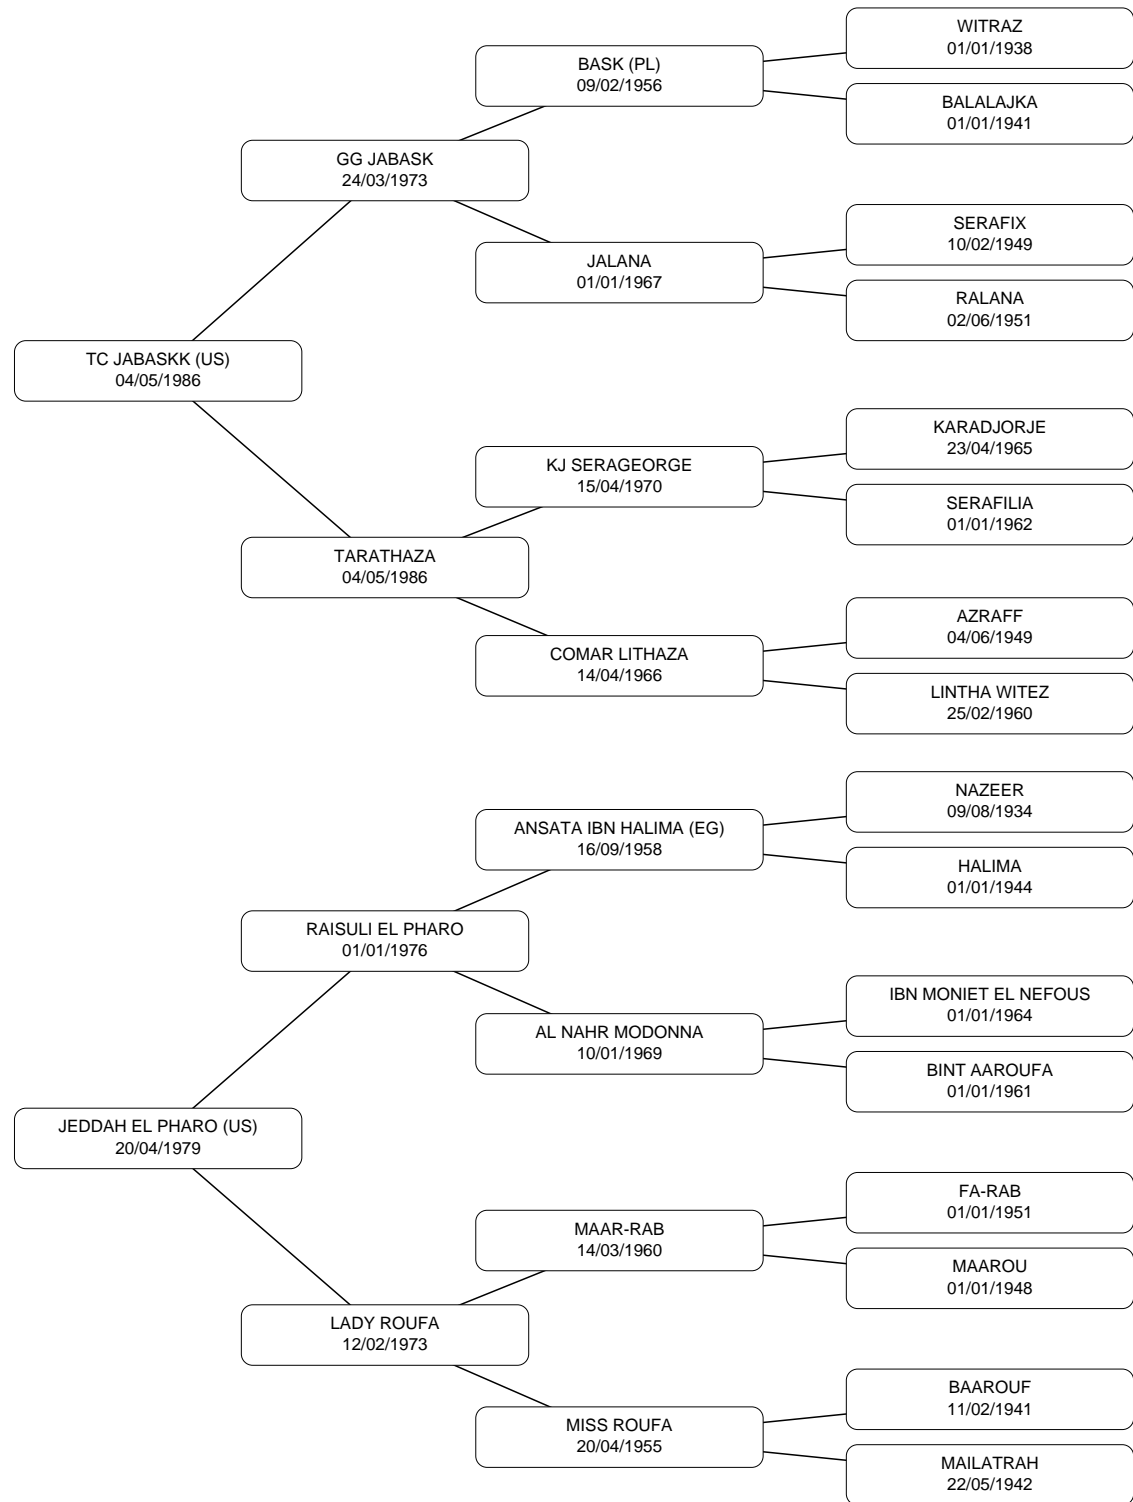 WITRAZ
01/01/1938
BASK (PL)
09/02/1956
BALALAJKA
01/01/1941
GG JABASK
24/03/1973
SERAFIX
10/02/1949
JALANA
01/01/1967
RALANA
02/06/1951
TC JABASKK (US)
04/05/1986
KARADJORJE
23/04/1965
KJ SERAGEORGE
15/04/1970
SERAFILIA
01/01/1962
TARATHAZA
04/05/1986
AZRAFF
04/06/1949
COMAR LITHAZA
14/04/1966
LINTHA WITEZ
25/02/1960
NAZEER
09/08/1934
ANSATA IBN HALIMA (EG)
16/09/1958
HALIMA
01/01/1944
RAISULI EL PHARO
01/01/1976
IBN MONIET EL NEFOUS
01/01/1964
AL NAHR MODONNA
10/01/1969
BINT AAROUFA
01/01/1961
JEDDAH EL PHARO (US)
20/04/1979
FA-RAB
01/01/1951
MAAR-RAB
14/03/1960
MAAROU
01/01/1948
LADY ROUFA
12/02/1973
BAAROUF
11/02/1941
MISS ROUFA
20/04/1955
MAILATRAH
22/05/1942